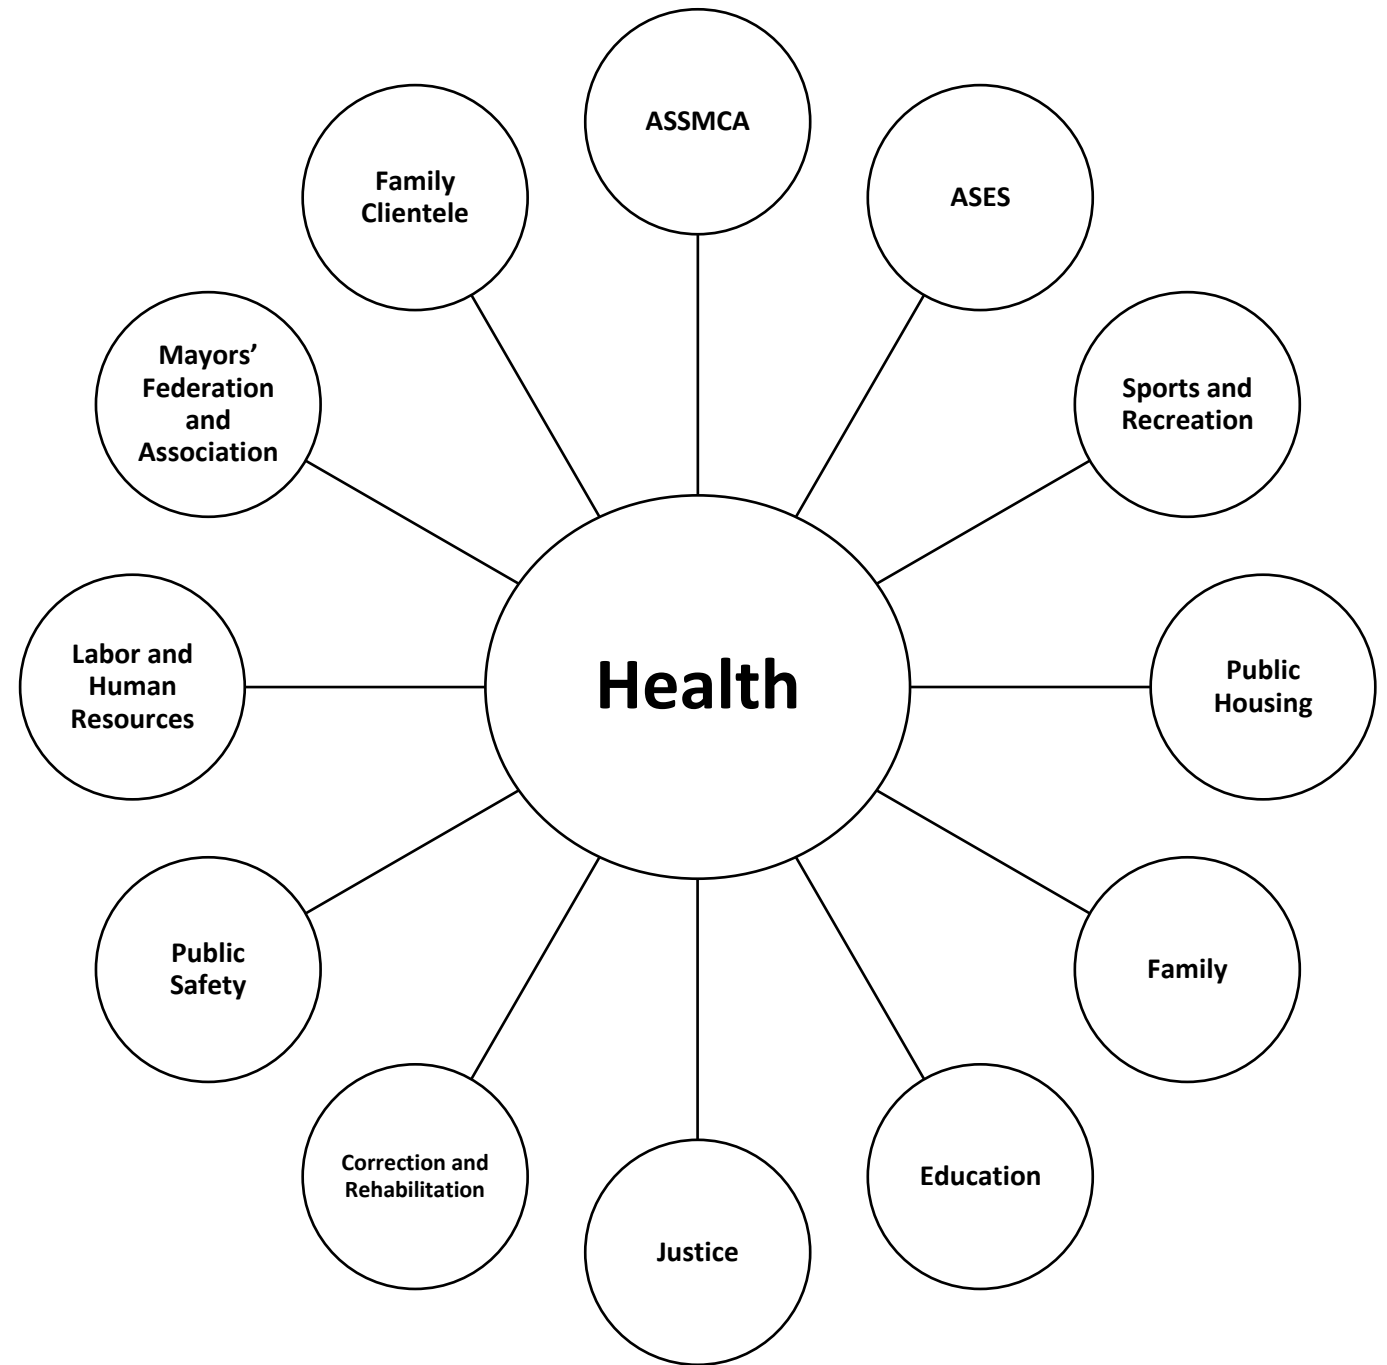 ASSMCA
ASES
Sports and
Recreation
Public
Housing
Family
Education
Justice
Correction and
Rehabilitation
Public
Safety
Labor and
Human
Resources
Mayors’
Federation
and
Association
Family
Clientele
Health